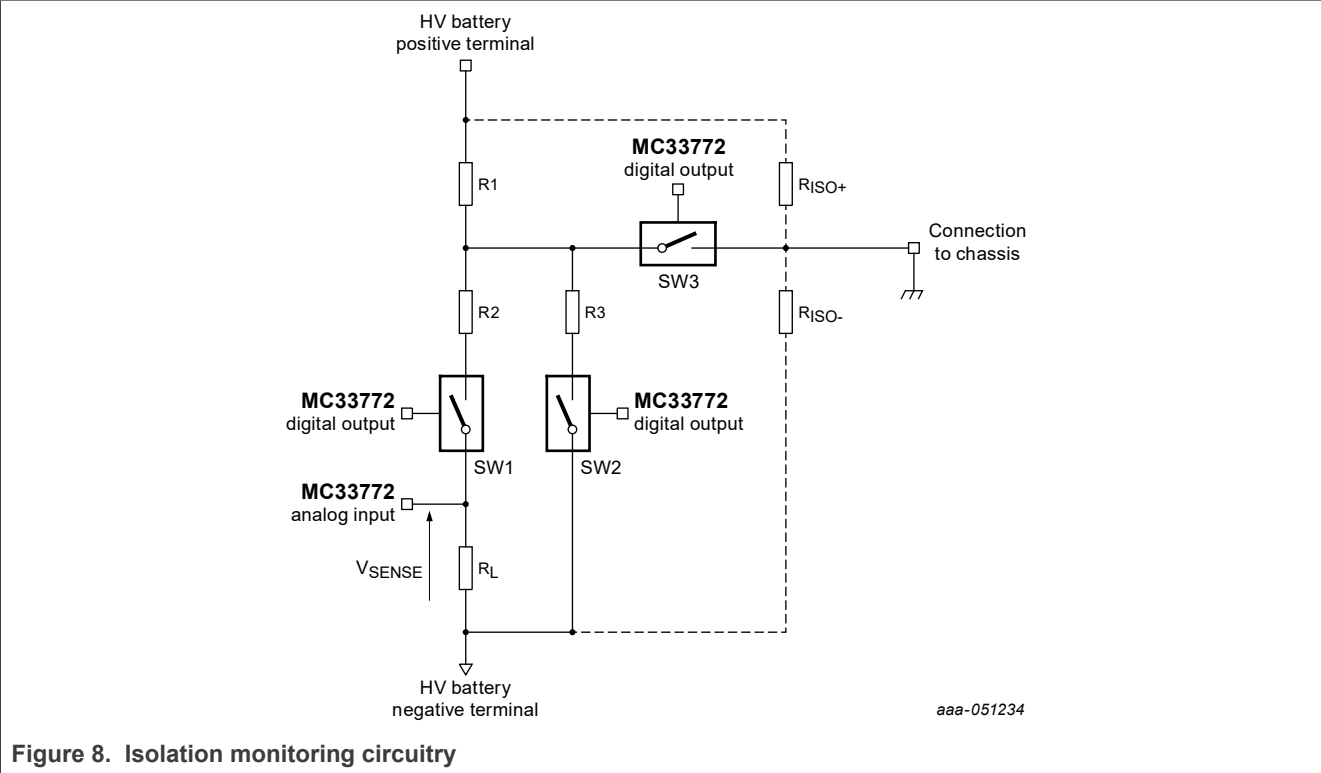 HV battery
positive terminal
MC33772
digital output
R1
RISO+
Connection
to chassis
SW3
R2
R3
RISO-
MC33772
digital output
MC33772
digital output
SW1
SW2
MC33772
analog input
VSENSE
RL
HV battery
negative terminal
aaa-051234
Figure 8. Isolation monitoring circuitry